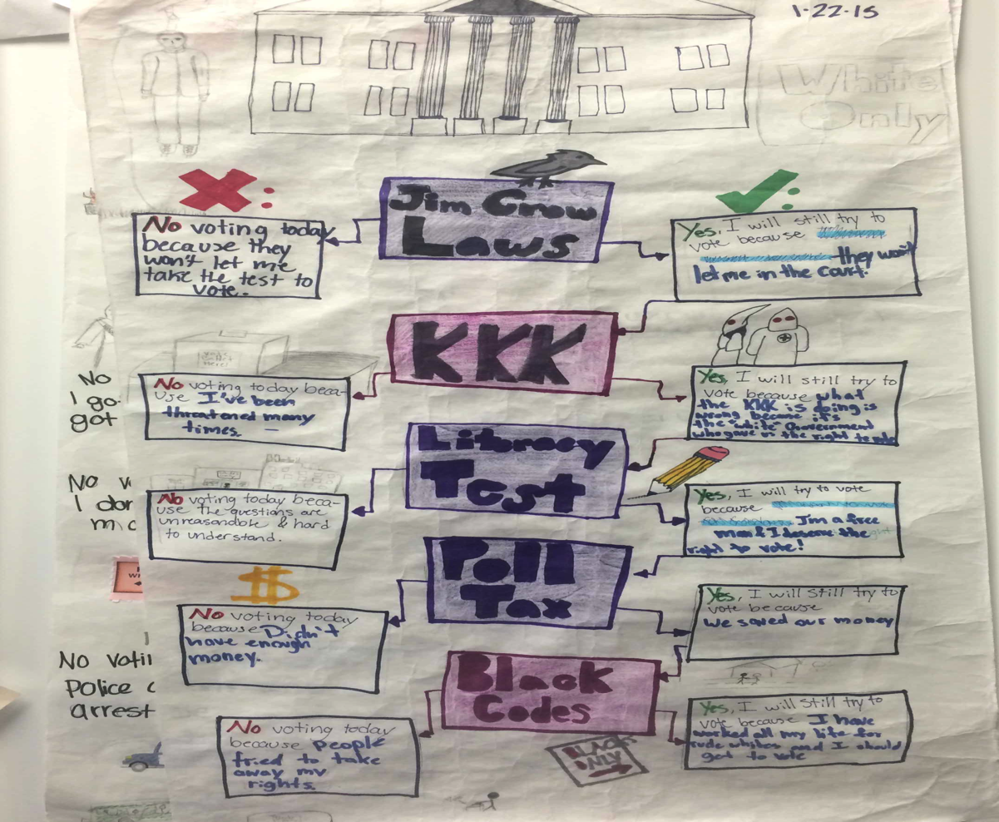 1-22-15
White
Only
Jim Crow
Laws
No voting today
because they
won't let me
take the test to
vote.
Yes, I will still try to
vote because
they won't
let me in the court.
KKK
No voting today beca-
use I've been
threatened many
times.
Yes, I will still try to
vote because what
the KKK is doing is
wrong because it's
the "white" Government
who gave us the right to
Literacy
Test
No voting today beca-
use the questions are
unreasandble & hard
to understand.
Yes, I will try to vote
because
I'm a free
man & I deserve the
right to vote!
Poll
Tax
$
No voting today
because Didn't
have enough
money.
Yes, I will still try to
vote because
we saved our money
Black
Codes
No voting today
because people
tried to take
away my
rights.
Yes, I will still try to
vote because I have
worked all my life for
rude whites and I should
get to vote
BLACKS
ONLY
No
I go
got
No v
I don
mo
No votin
Police c
arrest